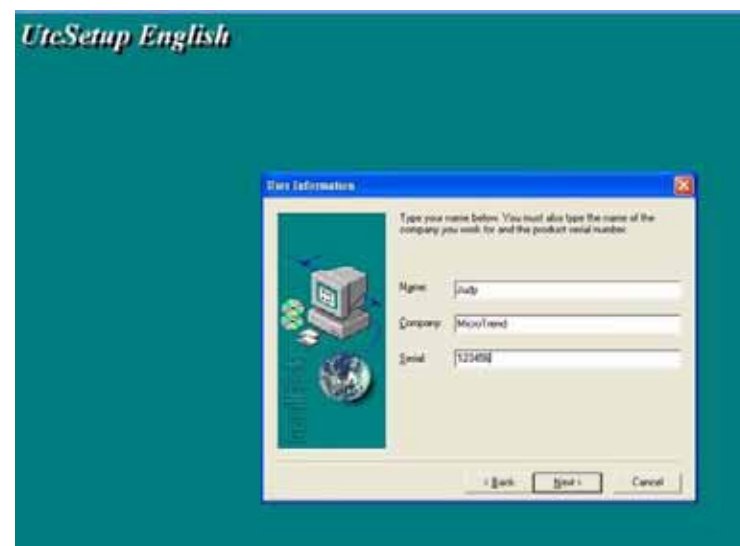 UtcSetup English
User Information
Type your name below. You must also type the name of the
company you work for and the product serial number.
Name: Judy
Company: MicroTrend
Serial: 123456
< Back Next > Cancel